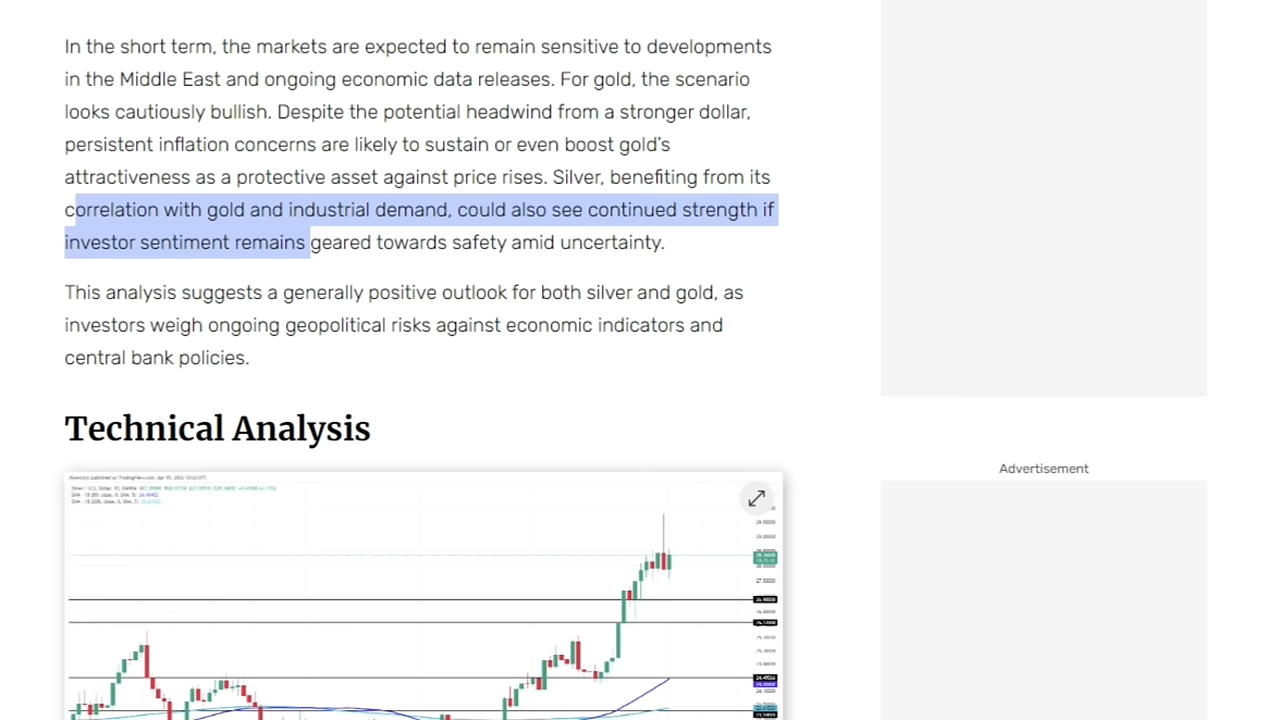 In the short term, the markets are expected to remain sensitive to developments
in the Middle East and ongoing economic data releases. For gold, the scenario
looks cautiously bullish. Despite the potential headwind from a stronger dollar,
persistent inflation concerns are likely to sustain or even boost gold’s
attractiveness as a protective asset against price rises. Silver, benefiting from its
correlation with gold and industrial demand, could also see continued strength if
investor sentiment remains geared towards safety amid uncertainty.
This analysis suggests a generally positive outlook for both silver and gold, as
investors weigh ongoing geopolitical risks against economic indicators and
central bank policies.
Technical Analysis
Advertisement